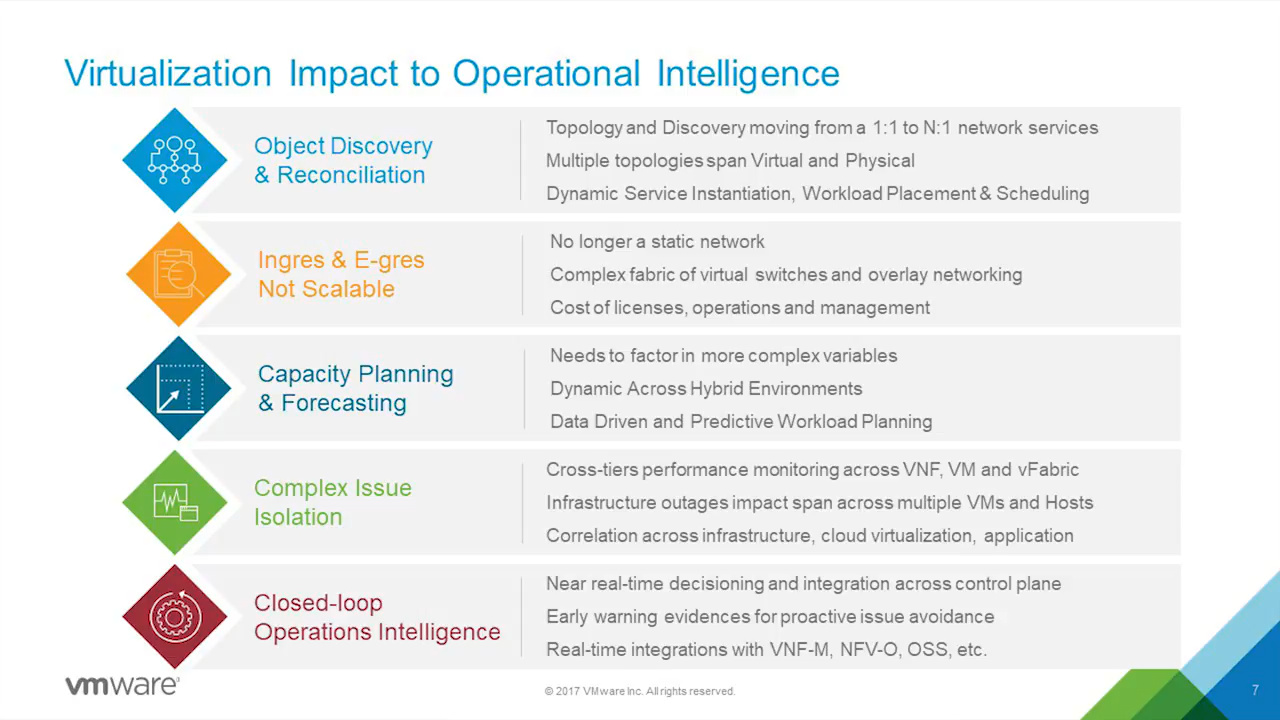 Virtualization Impact to Operational Intelligence
Object Discovery
& Reconciliation
Topology and Discovery moving from a 1:1 to N:1 network services
Multiple topologies span Virtual and Physical
Dynamic Service Instantiation, Workload Placement & Scheduling
Ingres & E-gres
Not Scalable
No longer a static network
Complex fabric of virtual switches and overlay networking
Cost of licenses, operations and management
Capacity Planning
& Forecasting
Needs to factor in more complex variables
Dynamic Across Hybrid Environments
Data Driven and Predictive Workload Planning
Complex Issue
Isolation
Cross-tiers performance monitoring across VNF, VM and vFabric
Infrastructure outages impact span across multiple VMs and Hosts
Correlation across infrastructure, cloud virtualization, application
Closed-loop
Operations Intelligence
Near real-time decisioning and integration across control plane
Early warning evidences for proactive issue avoidance
Real-time integrations with VNF-M, NFV-O, OSS, etc.
vmware
© 2017 VMware Inc. All rights reserved.
7